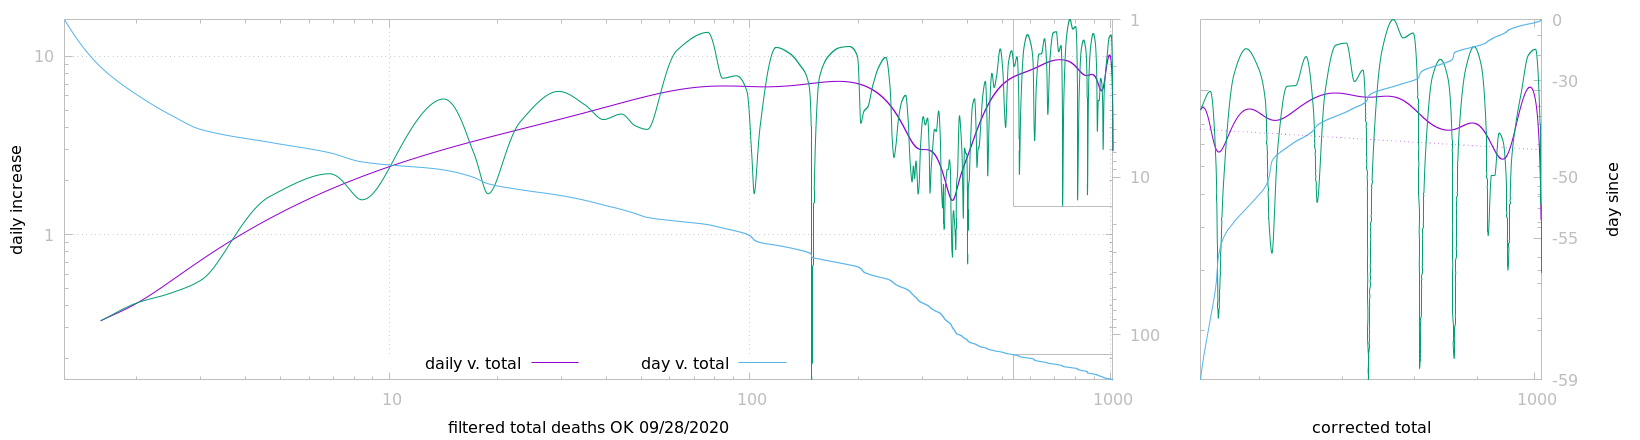 10
1
daily increase
daily v. total
day v. total
10
100
1000
filtered total deaths OK 09/28/2020
1
10
100
0
-30
-50
-55
-59
day since
1000
corrected total